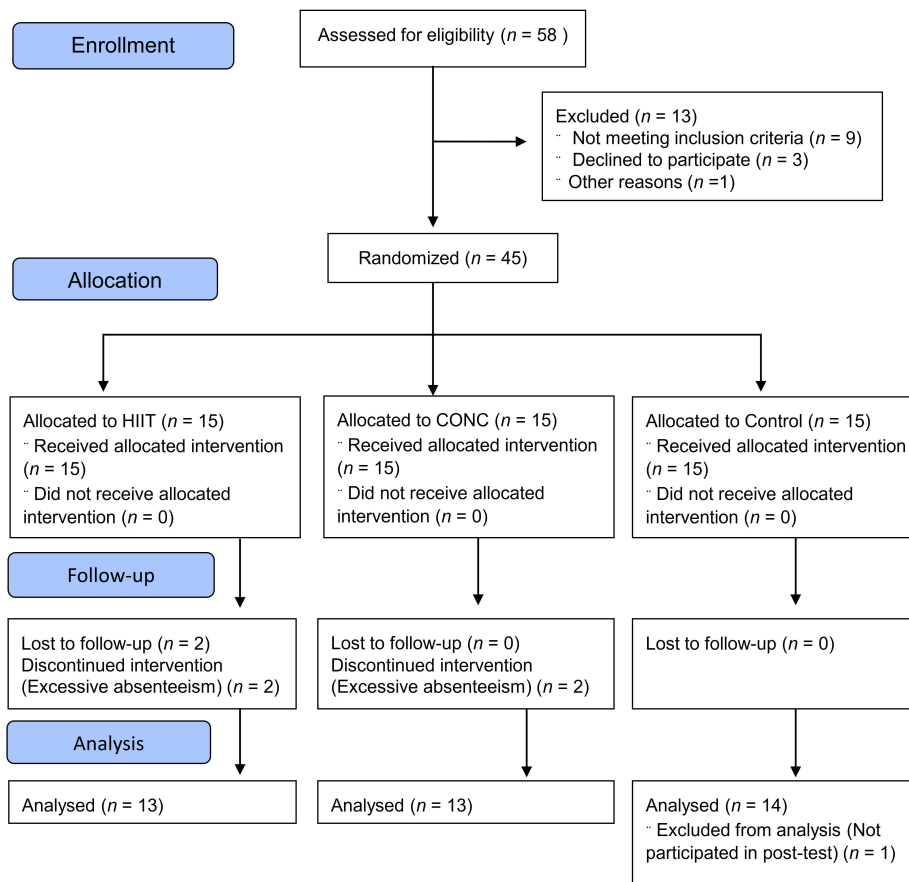 Enrollment
Assessed for eligibility (n = 58 )
Excluded (n = 13)
¨ Not meeting inclusion criteria (n = 9)
¨ Declined to participate (n = 3)
¨ Other reasons (n =1)
Randomized (n = 45)
Allocation
Allocated to HIIT (n = 15)
¨ Received allocated intervention
(n = 15)
¨ Did not receive allocated
intervention (n = 0)
Allocated to CONC (n = 15)
¨ Received allocated intervention
(n = 15)
¨ Did not receive allocated
intervention (n = 0)
Allocated to Control (n = 15)
¨ Received allocated intervention
(n = 15)
¨ Did not receive allocated
intervention (n = 0)
Follow-up
Lost to follow-up (n = 2)
Discontinued intervention
(Excessive absenteeism) (n = 2)
Lost to follow-up (n = 0)
Discontinued intervention
(Excessive absenteeism) (n = 2)
Lost to follow-up (n = 0)
Analysis
Analysed (n = 13)
Analysed (n = 13)
Analysed (n = 14)
¨ Excluded from analysis (Not
participated in post-test) (n = 1)